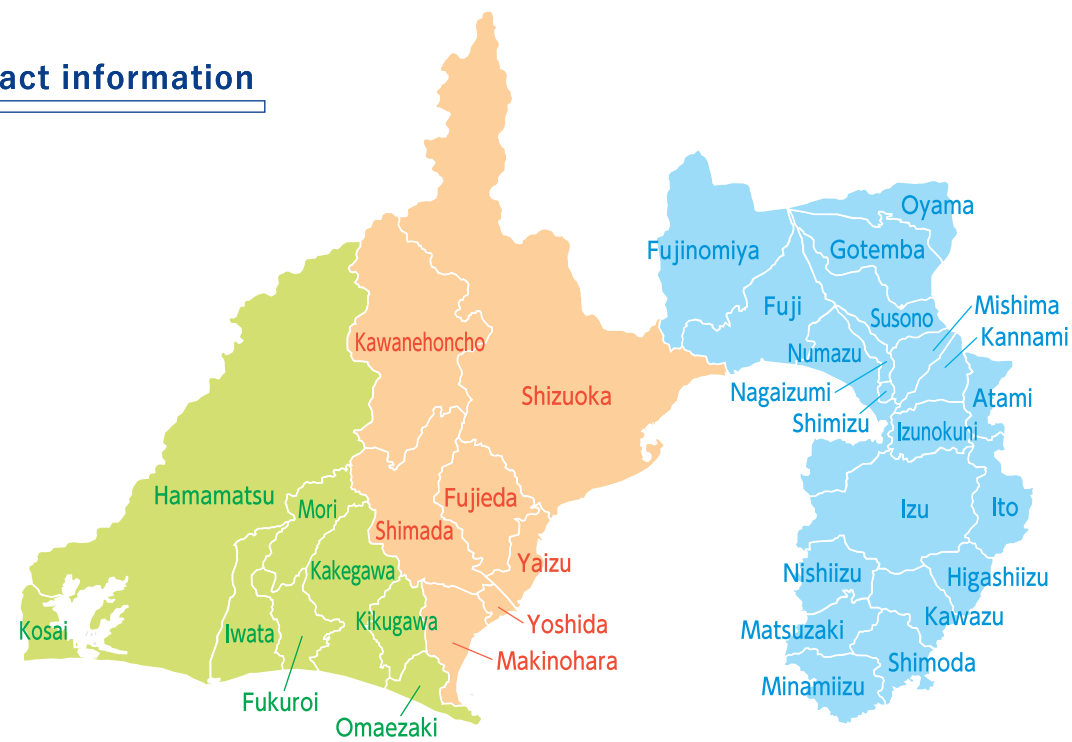 act information
Oyama
Fujinomiya
Gotemba
Fuji
Mishima
Susono
Kannami
Kawanehoncho
Numazu
Nagaizumi
Shizuoka
Atami
Shimizu
Izunokuni
Hamamatsu
Fujieda
Mori
Izu
Ito
Shimada
Yaizu
Kakegawa
Nishiizu
Higashiizu
Kikugawa
Kawazu
Kosai
Iwata
Yoshida
Matsuzaki
Makinohara
Shimoda
Minamiizu
Fukuroi
Omaezaki